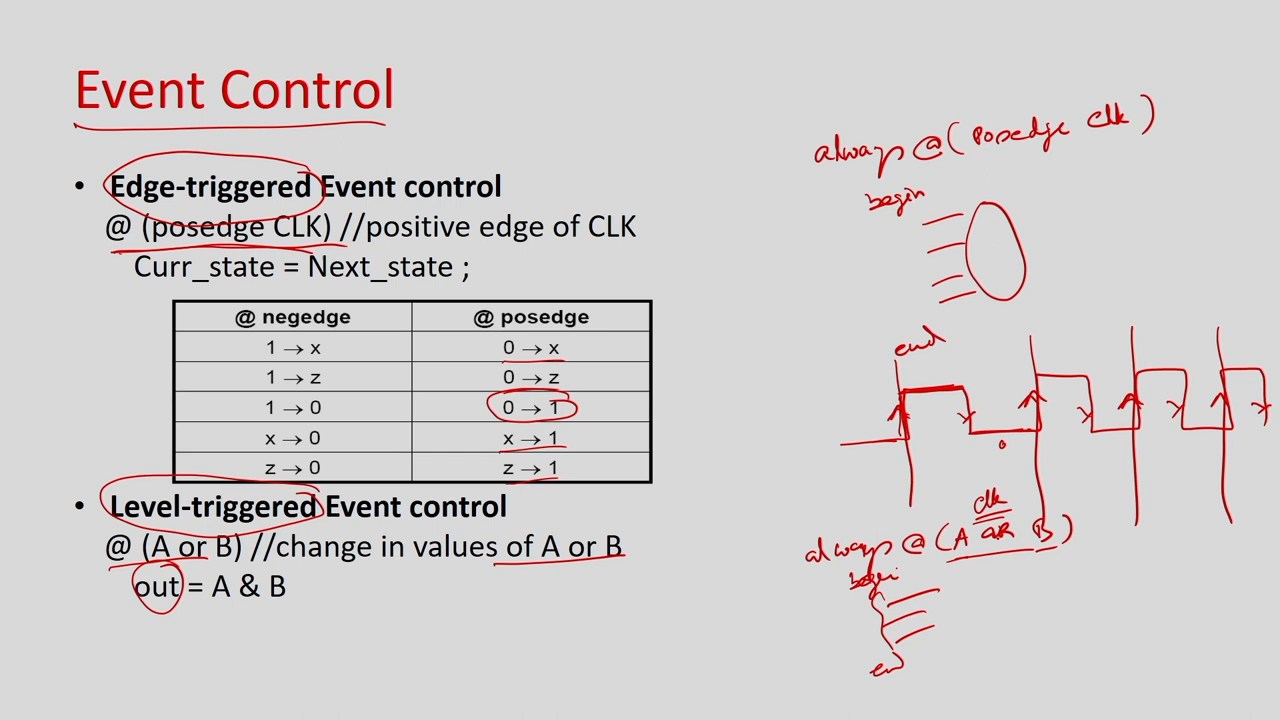 Event Control
• Edge-triggered Event control
@ (posedge CLK) //positive edge of CLK
Curr_state = Next_state ;
@ negedge @ posedge
1 → x 0 → x
1 → z 0 → z
1 → 0 0 → 1
x → 0 x → 1
z → 0 z → 1
• Level-triggered Event control
@ (A or B) //change in values of A or B
out = A & B
always @ (posedge clk)
begin
end
clk
always @ (A OR B)
begin
end